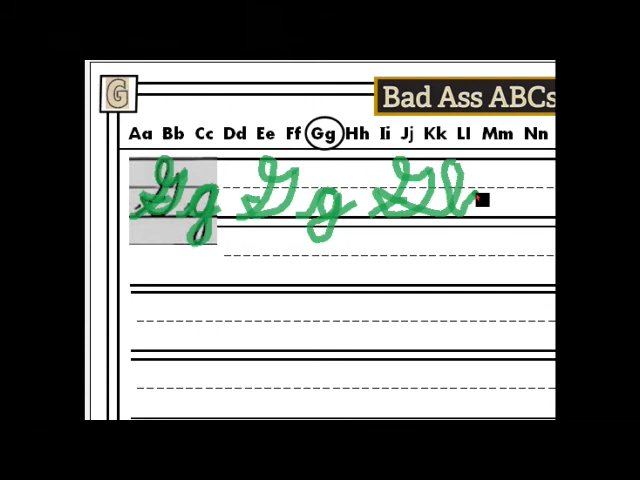 G
Bad Ass ABCs
Aa Bb Cc Dd Ee Ff Gg Hh Ii Jj Kk Ll Mm Nn
Gg Gg Gl